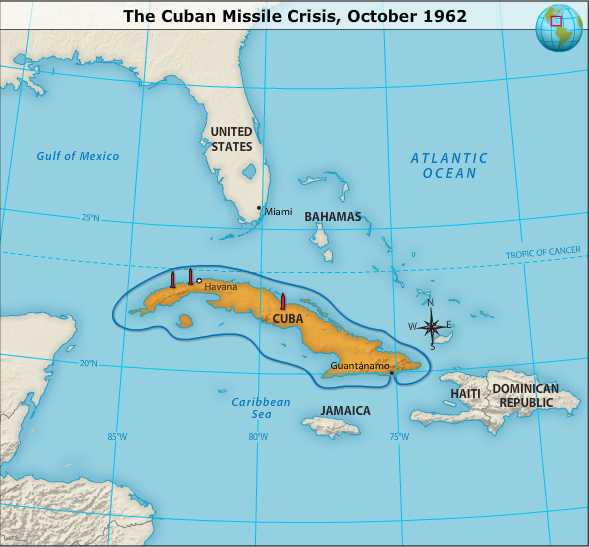 The Cuban Missile Crisis, October 1962
UNITED
STATES
Gulf of Mexico
ATLANTIC
OCEAN
Miami
BAHAMAS
25°N
TROPIC OF CANCER
Havana
N
W E
S
CUBA
20°N
Guantánamo
HAITI
DOMINICAN
REPUBLIC
Caribbean
Sea
JAMAICA
85°W
80°W
75°W